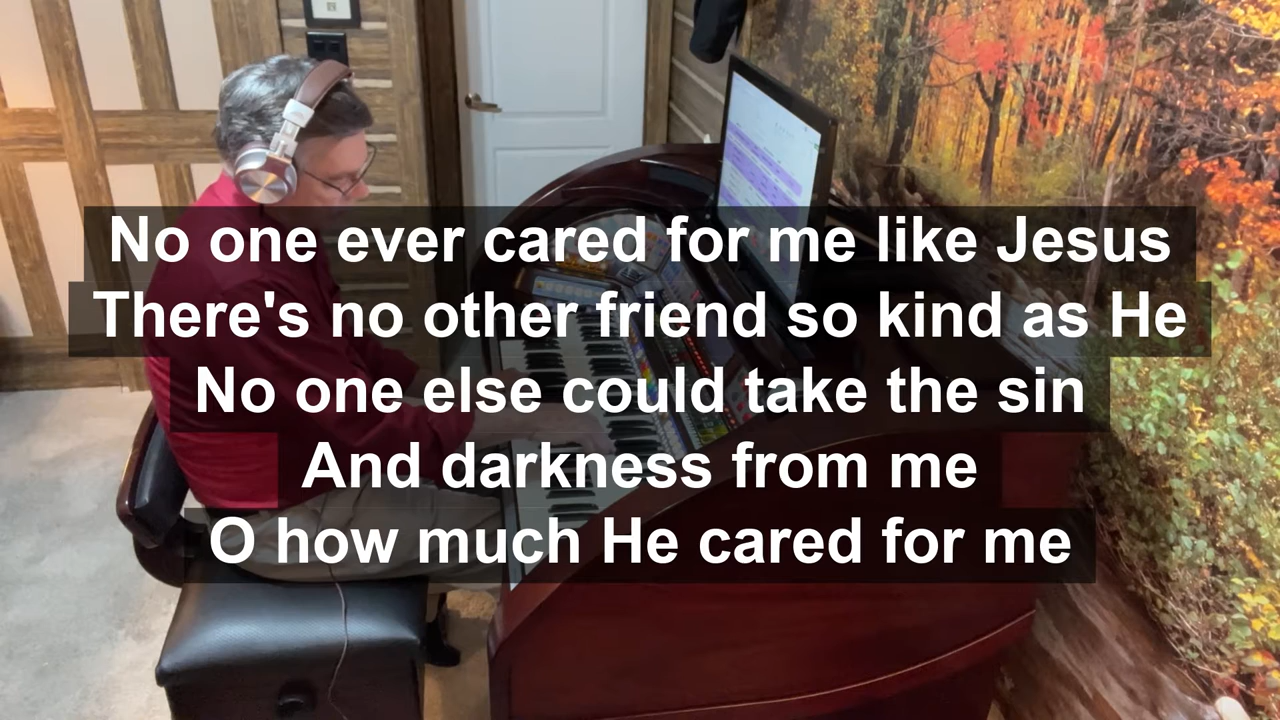 No one ever cared for me like Jesus
There's no other friend so kind as He
No one else could take the sin
And darkness from me
O how much He cared for me